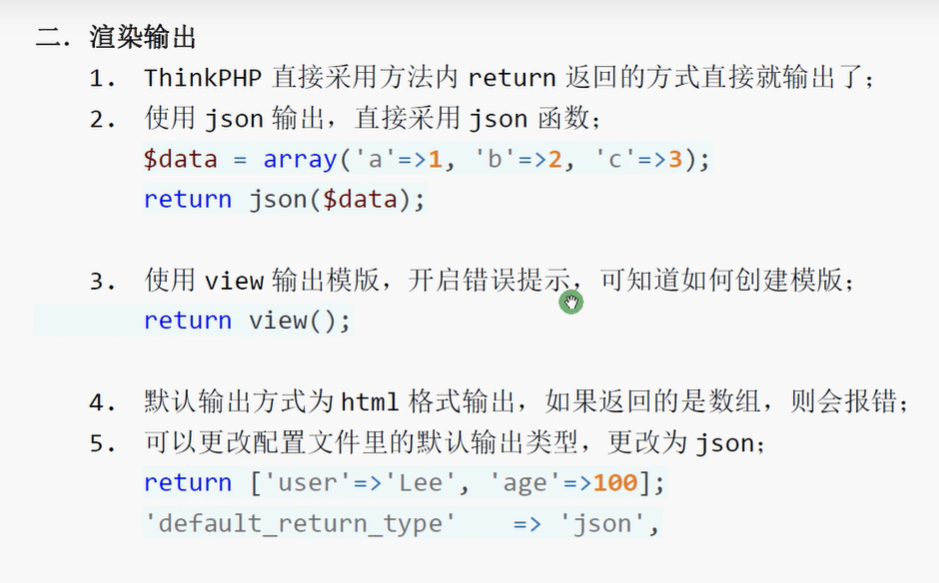 二. 渲染输出
1. ThinkPHP 直接采用方法内 return 返回的方式直接就输出了;
2. 使用 json 输出，直接采用 json 函数;
$data = array('a'=>1, 'b'=>2, 'c'=>3);
return json($data);
3. 使用 view 输出模版，开启错误提示，可知道如何创建模版;
return view();
4. 默认输出方式为 html 格式输出，如果返回的是数组，则会报错;
5. 可以更改配置文件里的默认输出类型，更改为 json;
return ['user'=>'Lee', 'age'=>100];
'default_return_type'    => 'json',